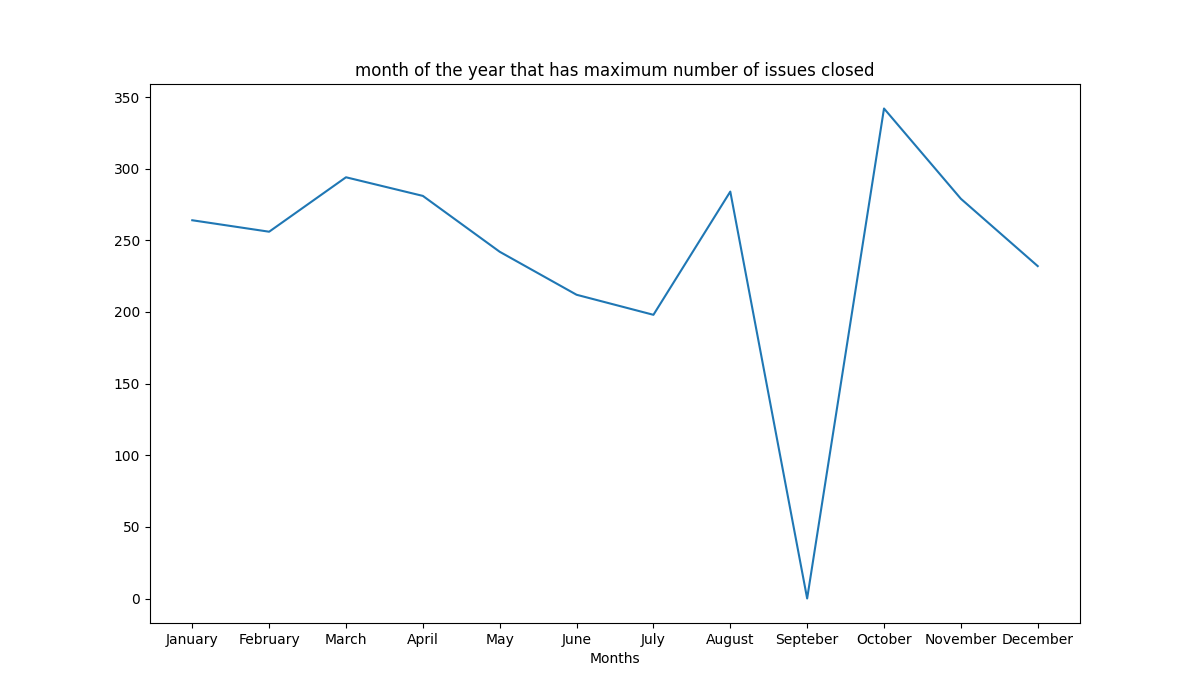 month of the year that has maximum number of issues closed
350
300
250
200
150
100
50
0
January February March April May June July August Septeber October November December
Months